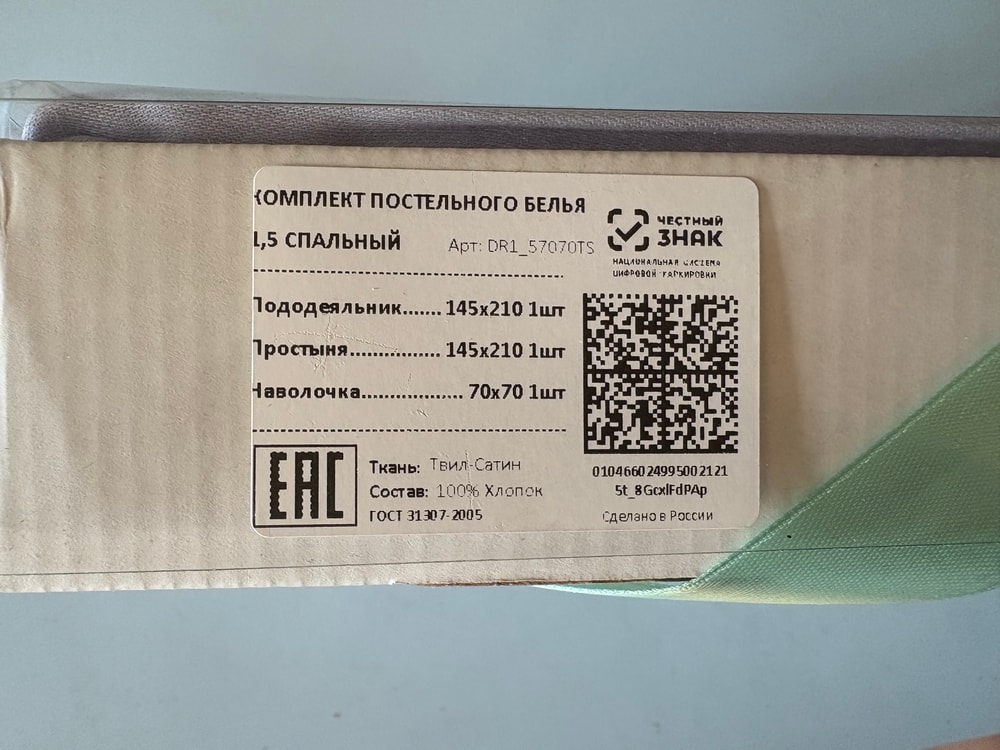 КОМПЛЕКТ ПОСТЕЛЬНОГО БЕЛЬЯ
1,5 СПАЛЬНЫЙ
Арт: DR1_57070TS
ЧЕСТНЫЙ
ЗНАК
НАЦИОНАЛЬНАЯ СИСТЕМА
ЦИФРОВОЙ МАРКИРОВКИ
Пододеяльник....... 145x210 1шт
Простыня................ 145x210 1шт
Наволочка.................. 70x70 1шт
EAC
Ткань: Твил-Сатин
Состав: 100% Хлопок
ГОСТ 31307-2005
0104660249950021 21
5t_8GcxlFdPAp
Сделано в России